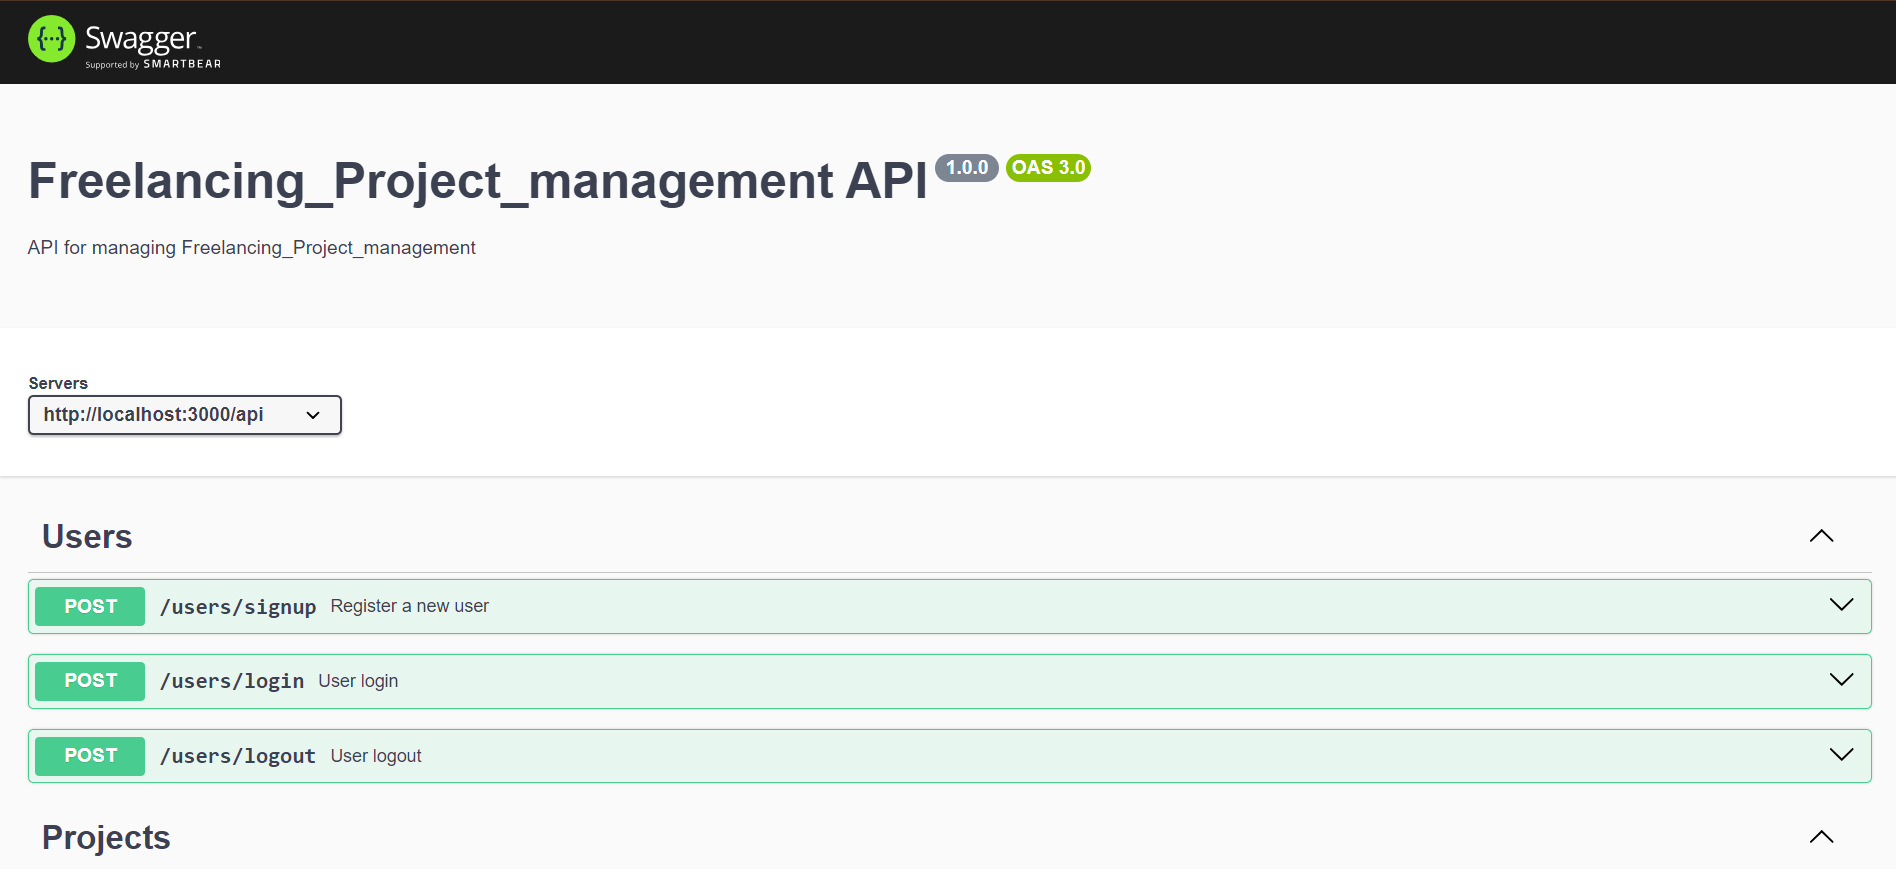 Swagger™
Supported by SMARTBEAR
Freelancing_Project_management API 1.0.0 OAS 3.0
API for managing Freelancing_Project_management
Servers
http://localhost:3000/api
Users
POST /users/signup Register a new user
POST /users/login User login
POST /users/logout User logout
Projects